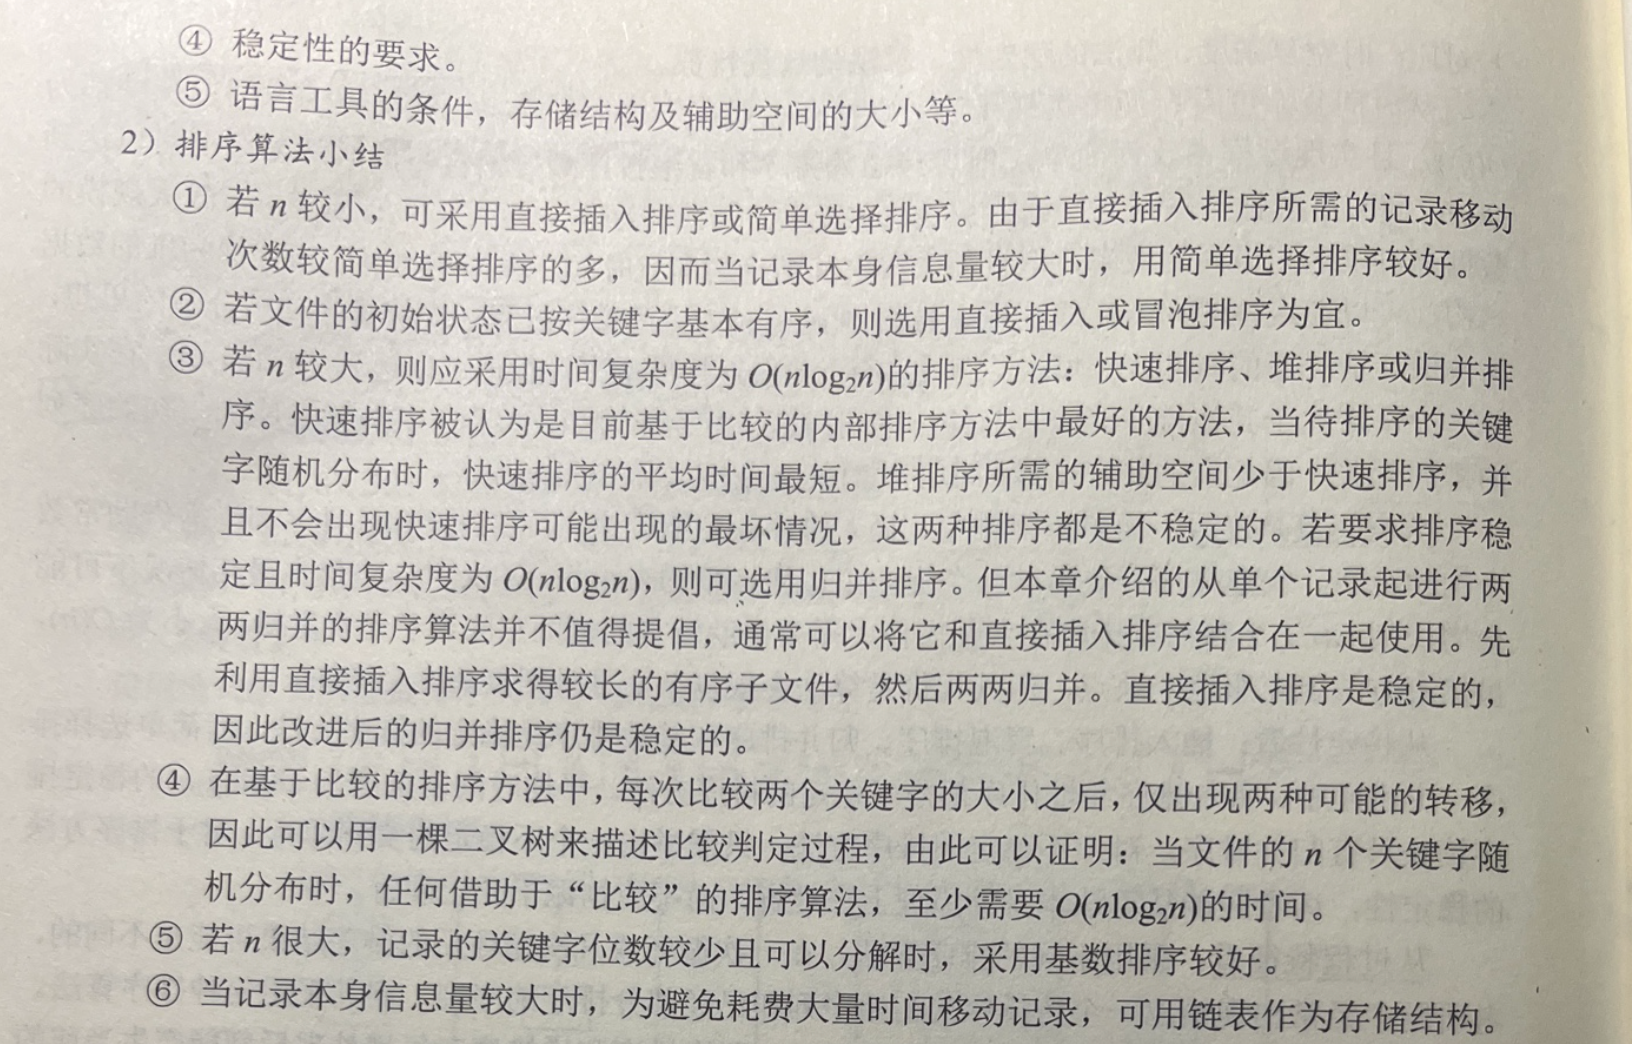 ④ 稳定性的要求。
⑤ 语言工具的条件，存储结构及辅助空间的大小等。
2）排序算法小结
① 若 n 较小，可采用直接插入排序或简单选择排序。由于直接插入排序所需的记录移动
次数较简单选择排序的多，因而当记录本身信息量较大时，用简单选择排序较好。
② 若文件的初始状态已按关键字基本有序，则选用直接插入或冒泡排序为宜。
③ 若 n 较大，则应采用时间复杂度为 O(nlog₂n)的排序方法：快速排序、堆排序或归并排
序。快速排序被认为是目前基于比较的内部排序方法中最好的方法，当待排序的关键
字随机分布时，快速排序的平均时间最短。堆排序所需的辅助空间少于快速排序，并
且不会出现快速排序可能出现的最坏情况，这两种排序都是不稳定的。若要求排序稳
定且时间复杂度为 O(nlog₂n)，则可选用归并排序。但本章介绍的从单个记录起进行两
两归并的排序算法并不值得提倡，通常可以将它和直接插入排序结合在一起使用。先
利用直接插入排序求得较长的有序子文件，然后两两归并。直接插入排序是稳定的，
因此改进后的归并排序仍是稳定的。
④ 在基于比较的排序方法中，每次比较两个关键字的大小之后，仅出现两种可能的转移，
因此可以用一棵二叉树来描述比较判定过程，由此可以证明：当文件的 n 个关键字随
机分布时，任何借助于“比较”的排序算法，至少需要 O(nlog₂n)的时间。
⑤ 若 n 很大，记录的关键字位数较少且可以分解时，采用基数排序较好。
⑥ 当记录本身信息量较大时，为避免耗费大量时间移动记录，可用链表作为存储结构。